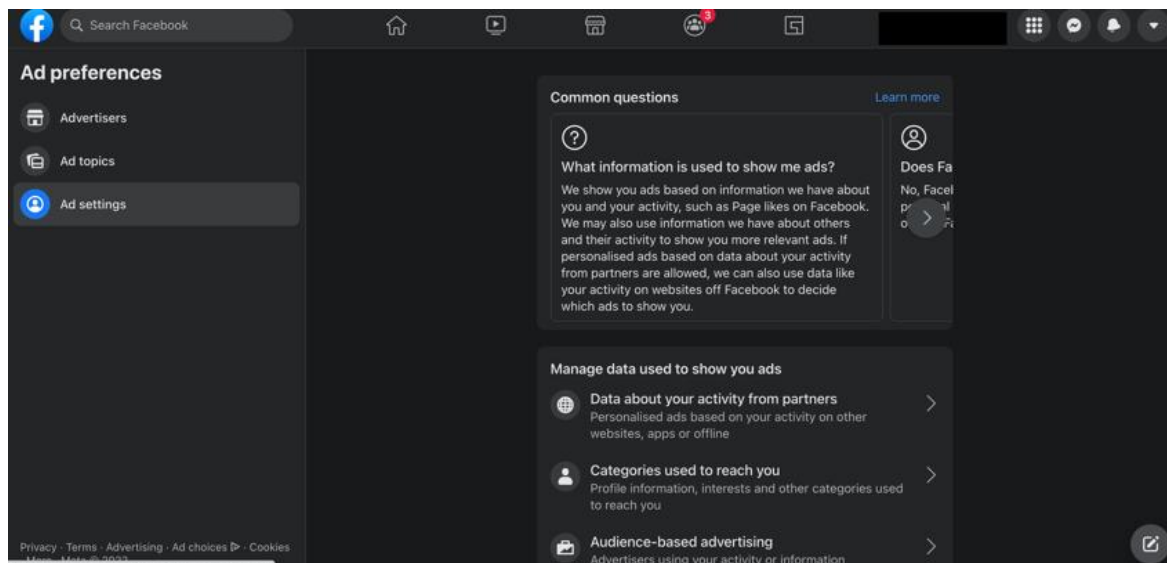 Search Facebook
3
Ad preferences
Advertisers
Ad topics
Ad settings
Privacy · Terms · Advertising · Ad choices · Cookies
Common questions
Learn more
What information is used to show me ads?
We show you ads based on information we have about
you and your activity, such as Page likes on Facebook.
We may also use information we have about others
and their activity to show you more relevant ads. If
personalised ads based on data about your activity
from partners are allowed, we can also use data like
your activity on websites off Facebook to decide
which ads to show you.
Does Fa
No, Facel
Manage data used to show you ads
Data about your activity from partners
Personalised ads based on your activity on other
websites, apps or offline
Categories used to reach you
Profile information, interests and other categories used
to reach you
Audience-based advertising
Advertisers using your activity or information